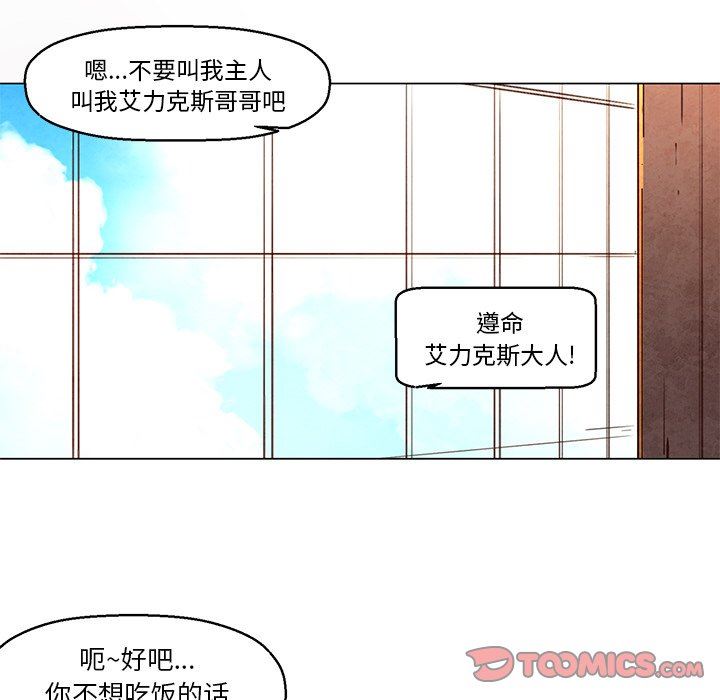 嗯...不要叫我主人
叫我艾力克斯哥哥吧
遵命
艾力克斯大人!
呃~好吧...
你不想吃饭的话
TOOMICS.COM